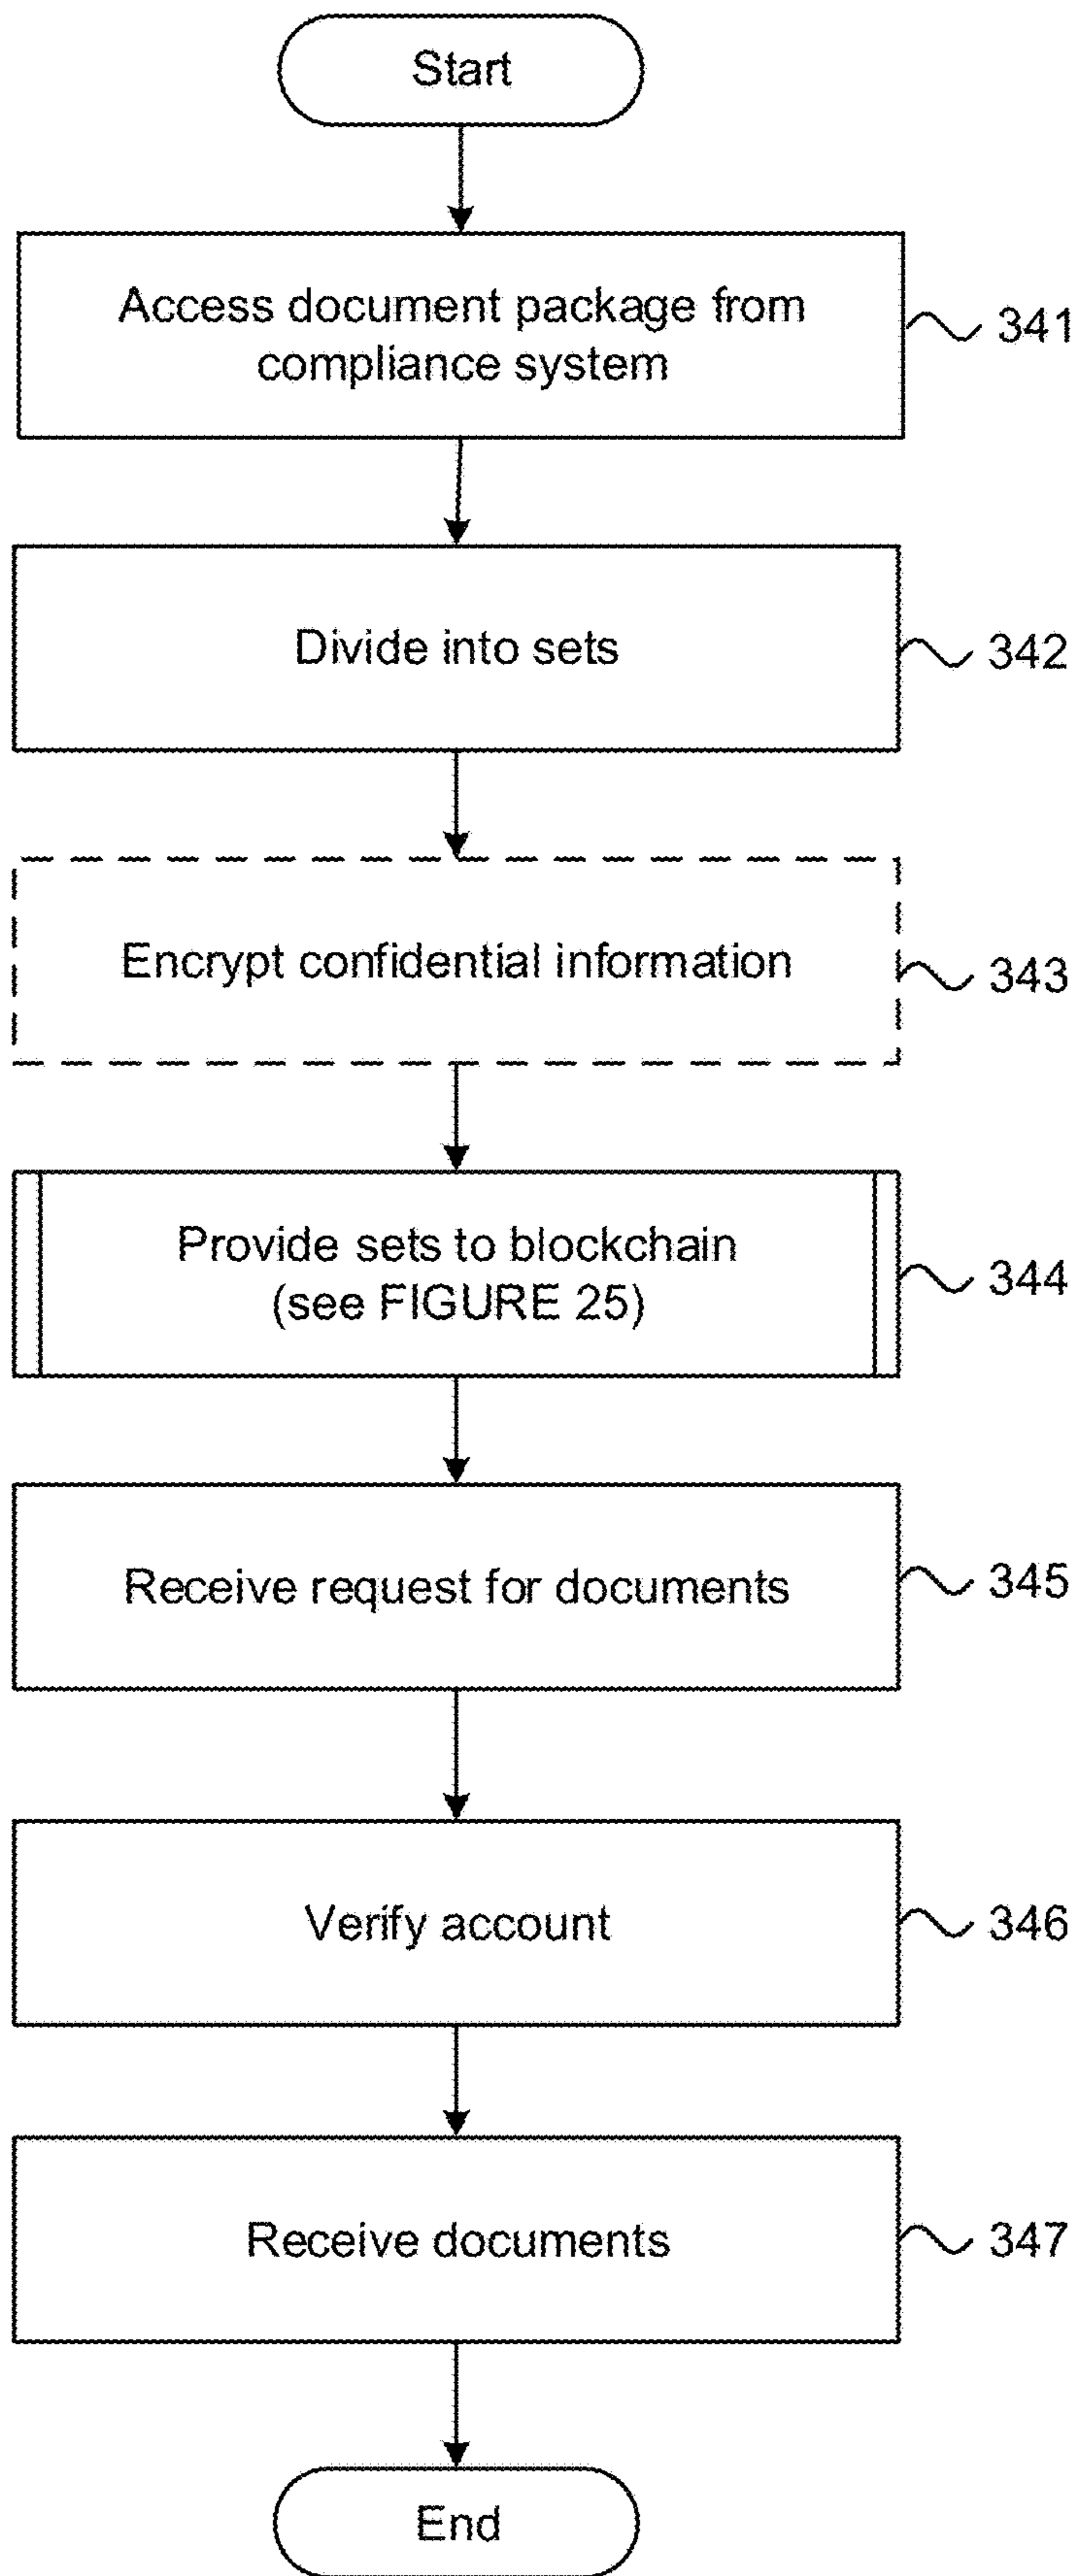 Start
Access document package from
compliance system
341
Divide into sets
342
Encrypt confidential information
343
Provide sets to blockchain
(see FIGURE 25)
344
Receive request for documents
345
Verify account
346
Receive documents
347
End